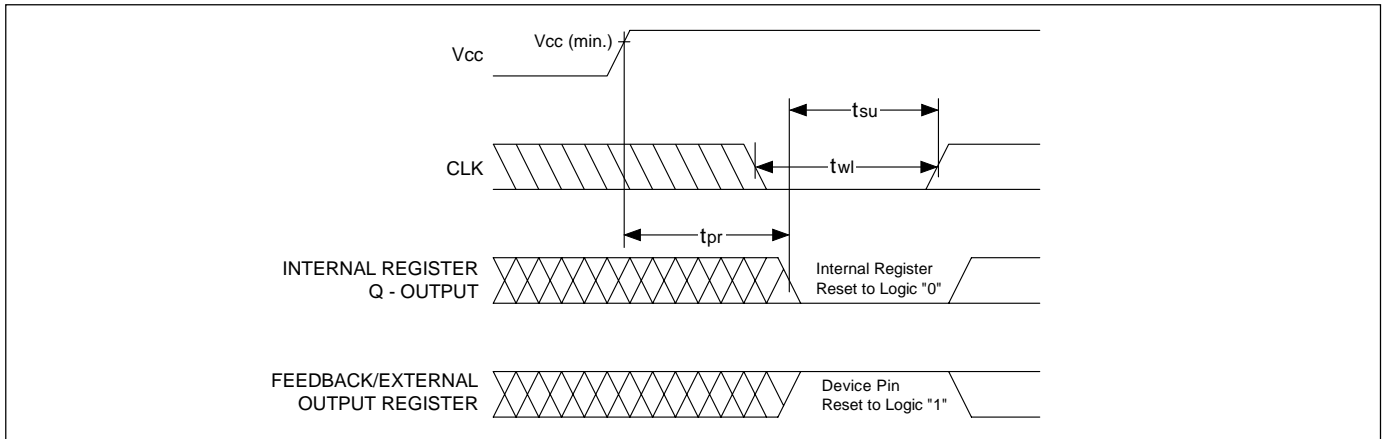 Vcc
Vcc (min.)
tsu
CLK
twl
tpr
INTERNAL REGISTER
Q - OUTPUT
Internal Register
Reset to Logic "0"
FEEDBACK/EXTERNAL
OUTPUT REGISTER
Device Pin
Reset to Logic "1"